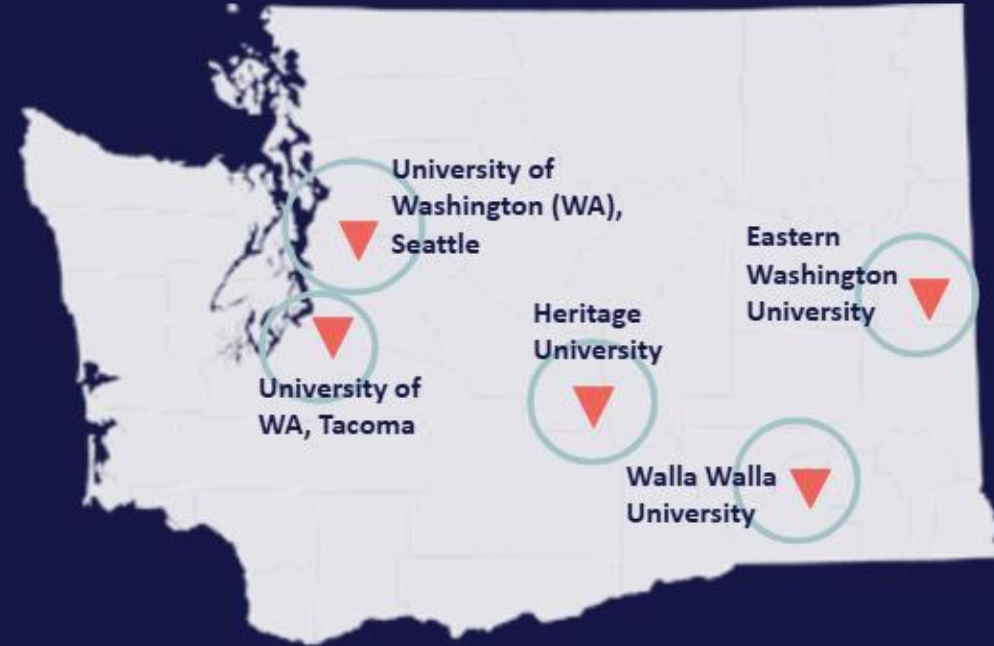 University of
Washington (WA),
Seattle
Eastern
Washington
University
Heritage
University
University of
WA, Tacoma
Walla Walla
University